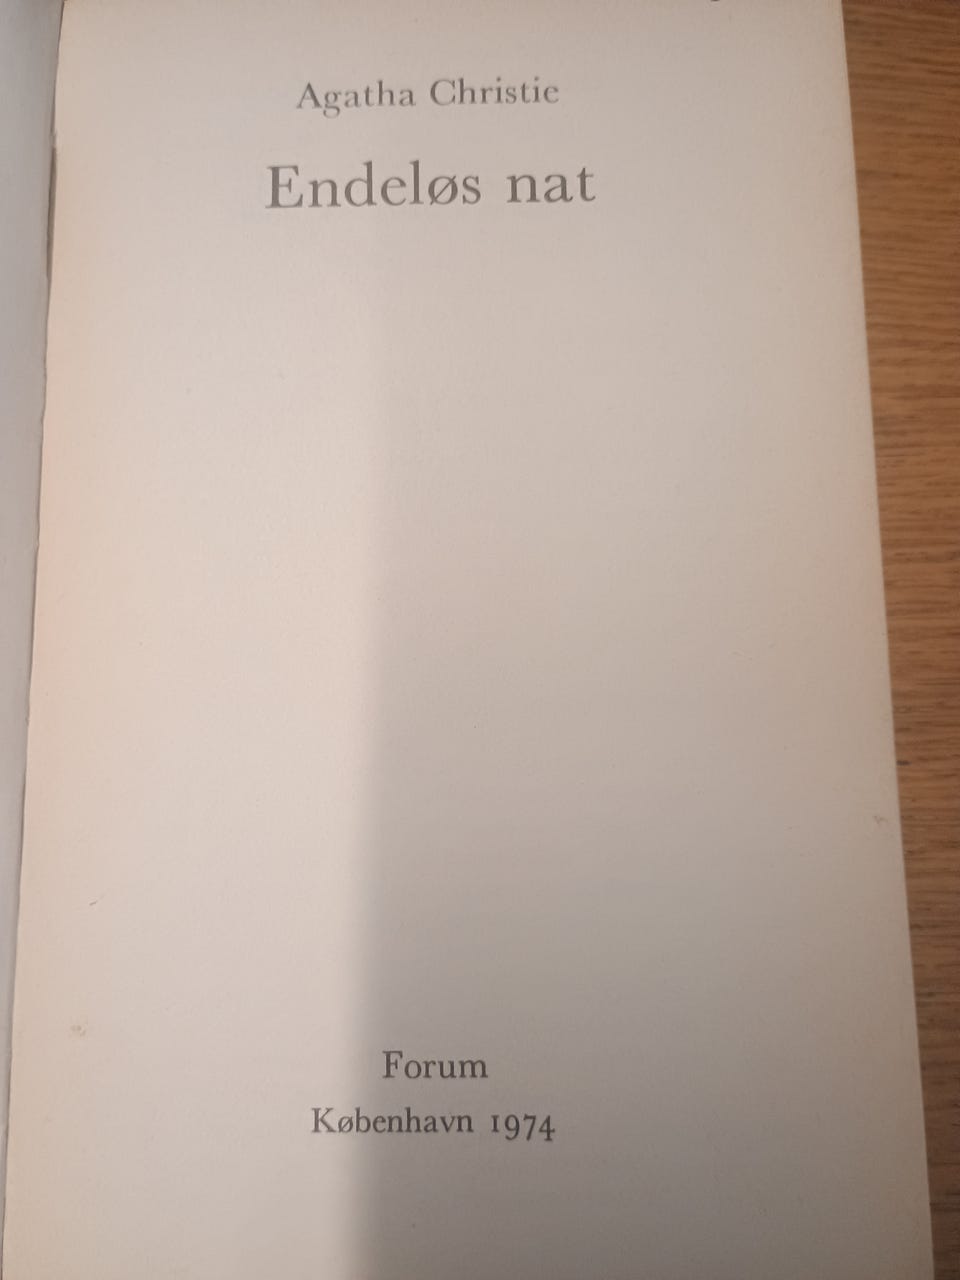 Agatha Christie
Endeløs nat
Forum
København 1974